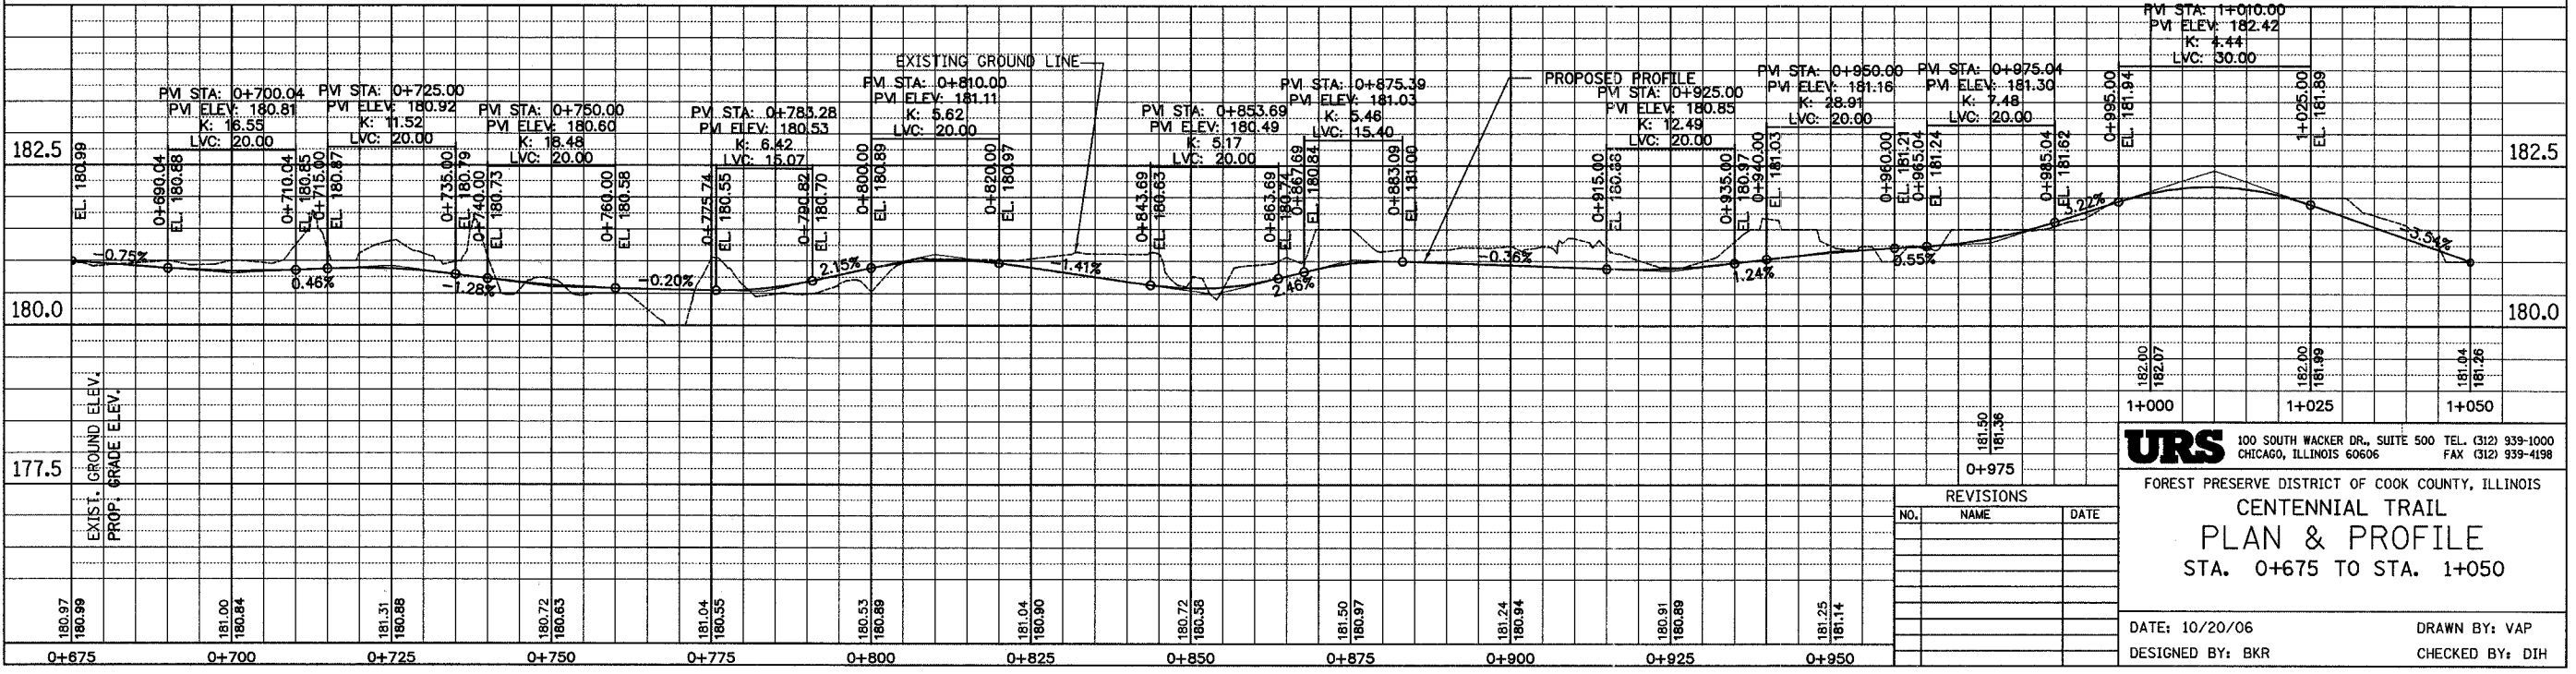 PVI STA: 0+700.04
PVI ELEV: 180.81
K: 16.55
LVC: 20.00
PVI STA: 0+725.00
PVI ELEV: 180.92
K: 11.52
LVC: 20.00
PVI STA: 0+750.00
PVI ELEV: 180.60
K: 18.48
LVC: 20.00
PVI STA: 0+783.28
PVI ELEV: 180.53
K: 6.42
LVC: 15.07
PVI STA: 0+810.00
PVI ELEV: 181.11
K: 5.62
LVC: 20.00
EXISTING GROUND LINE
PVI STA: 0+853.69
PVI ELEV: 180.49
K: 5.17
LVC: 20.00
PVI STA: 0+875.39
PVI ELEV: 181.03
K: 5.46
LVC: 15.40
PROPOSED PROFILE
PVI STA: 0+925.00
PVI ELEV: 180.85
K: 12.49
LVC: 20.00
PVI STA: 0+950.00
PVI ELEV: 181.16
K: 28.91
LVC: 20.00
PVI STA: 0+975.04
PVI ELEV: 181.30
K: 7.48
LVC: 20.00
PVI STA: 1+010.00
PVI ELEV: 182.42
K: 4.44
LVC: 30.00
182.5
EL. 180.99
0+690.04
EL. 180.88
0+710.04
EL. 180.85
0+715.00
EL. 180.87
0+735.00
EL. 180.79
0+740.00
EL. 180.73
0+760.00
EL. 180.58
0+775.74
EL. 180.55
0+790.82
EL. 180.70
0+800.00
EL. 180.89
0+820.00
EL. 180.97
0+843.69
EL. 180.63
0+863.69
EL. 180.74
0+867.69
EL. 180.84
0+883.09
EL. 181.00
0+915.00
EL. 180.88
0+935.00
EL. 180.97
0+940.00
EL. 181.03
0+960.00
EL. 181.21
0+965.04
EL. 181.24
0+985.04
EL. 181.62
0+995.00
EL. 181.94
1+025.00
EL. 181.89
182.5
-0.75%
0.46%
-1.28%
-0.20%
2.15%
-1.41%
2.46%
-0.36%
1.24%
0.55%
3.22%
-3.54%
180.0
180.0
177.5
EXIST. GROUND ELEV.
PROP. GRADE ELEV.
180.97
180.99
181.00
180.84
181.31
180.88
180.72
180.63
181.04
180.55
180.53
180.89
181.04
180.90
180.72
180.58
181.50
180.97
181.24
180.94
180.91
180.89
181.25
181.14
181.50
181.36
182.00
182.07
182.00
181.99
181.04
181.26
0+675
0+700
0+725
0+750
0+775
0+800
0+825
0+850
0+875
0+900
0+925
0+950
0+975
1+000
1+025
1+050
REVISIONS
NO. NAME DATE
URS
100 SOUTH WACKER DR., SUITE 500 TEL. (312) 939-1000
CHICAGO, ILLINOIS 60606 FAX (312) 939-4198
FOREST PRESERVE DISTRICT OF COOK COUNTY, ILLINOIS
CENTENNIAL TRAIL
PLAN & PROFILE
STA. 0+675 TO STA. 1+050
DATE: 10/20/06 DRAWN BY: VAP
DESIGNED BY: BKR CHECKED BY: DIH